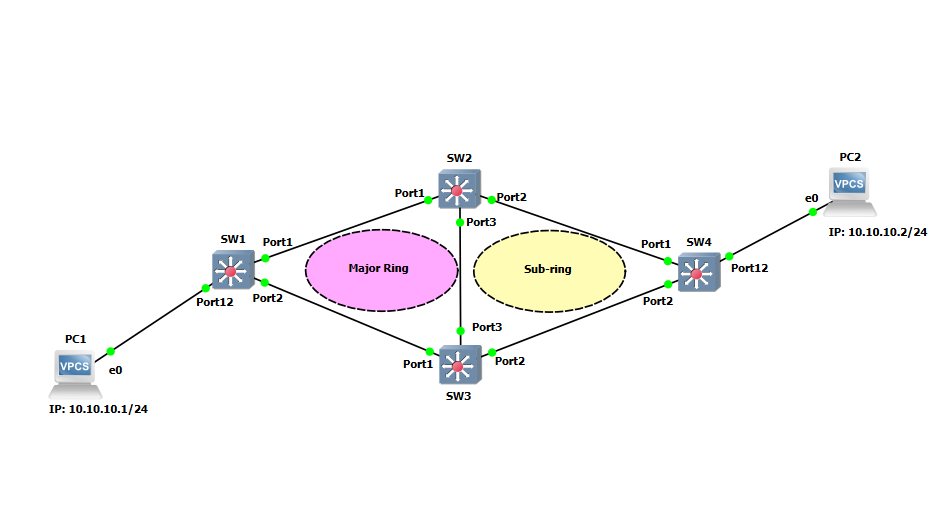 PC2
SW2
VPCS
Port1
Port2
e0
Port3
IP: 10.10.10.2/24
SW1
Port1
Port1
SW4
Major Ring
Sub-ring
Port12
Port12
Port2
Port2
Port3
PC1
Port1
Port2
VPCS
e0
SW3
IP: 10.10.10.1/24